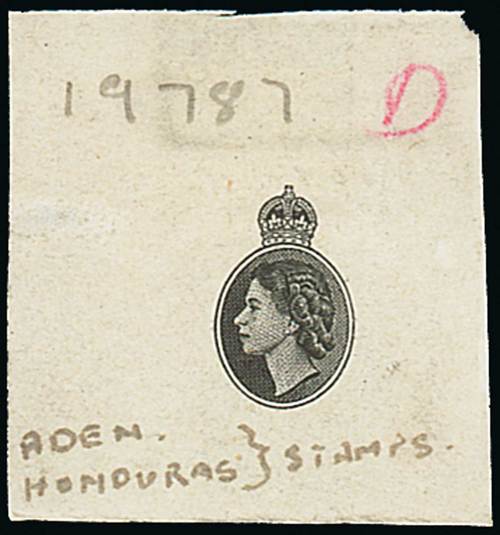 19787 D
ADEN.
HONDURAS } STAMPS.